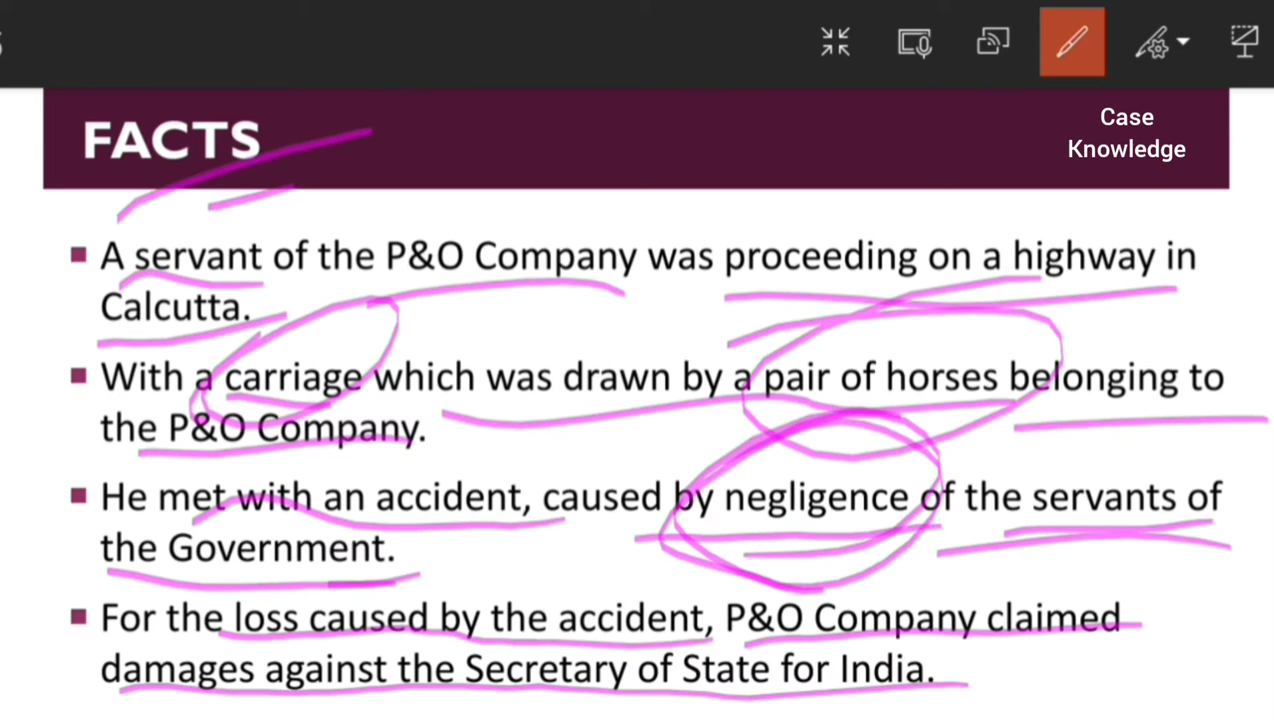 FACTS
Case
Knowledge
A servant of the P&O Company was proceeding on a highway in
Calcutta.
With a carriage which was drawn by a pair of horses belonging to
the P&O Company.
He met with an accident, caused by negligence of the servants of
the Government.
For the loss caused by the accident, P&O Company claimed
damages against the Secretary of State for India.